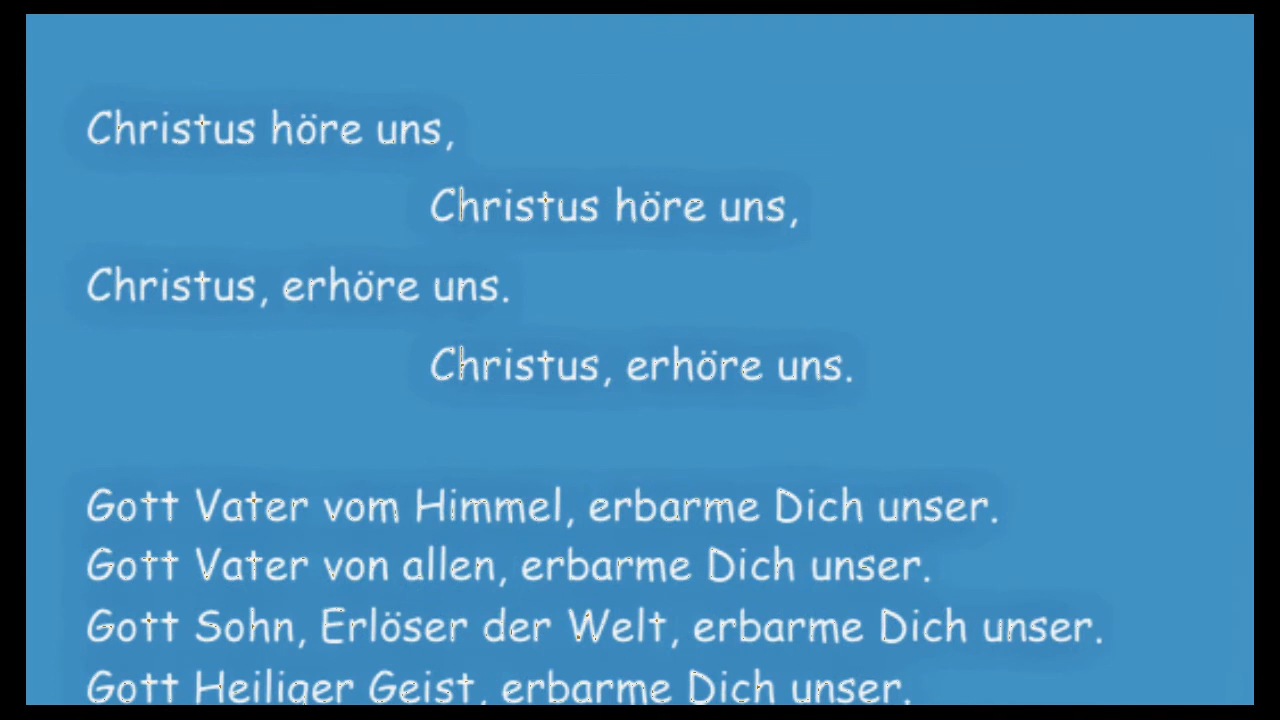 Christus höre uns,
Christus höre uns,
Christus, erhöre uns.
Christus, erhöre uns.
Gott Vater vom Himmel, erbarme Dich unser.
Gott Vater von allen, erbarme Dich unser.
Gott Sohn, Erlöser der Welt, erbarme Dich unser.
Gott Heiliger Geist, erbarme Dich unser.